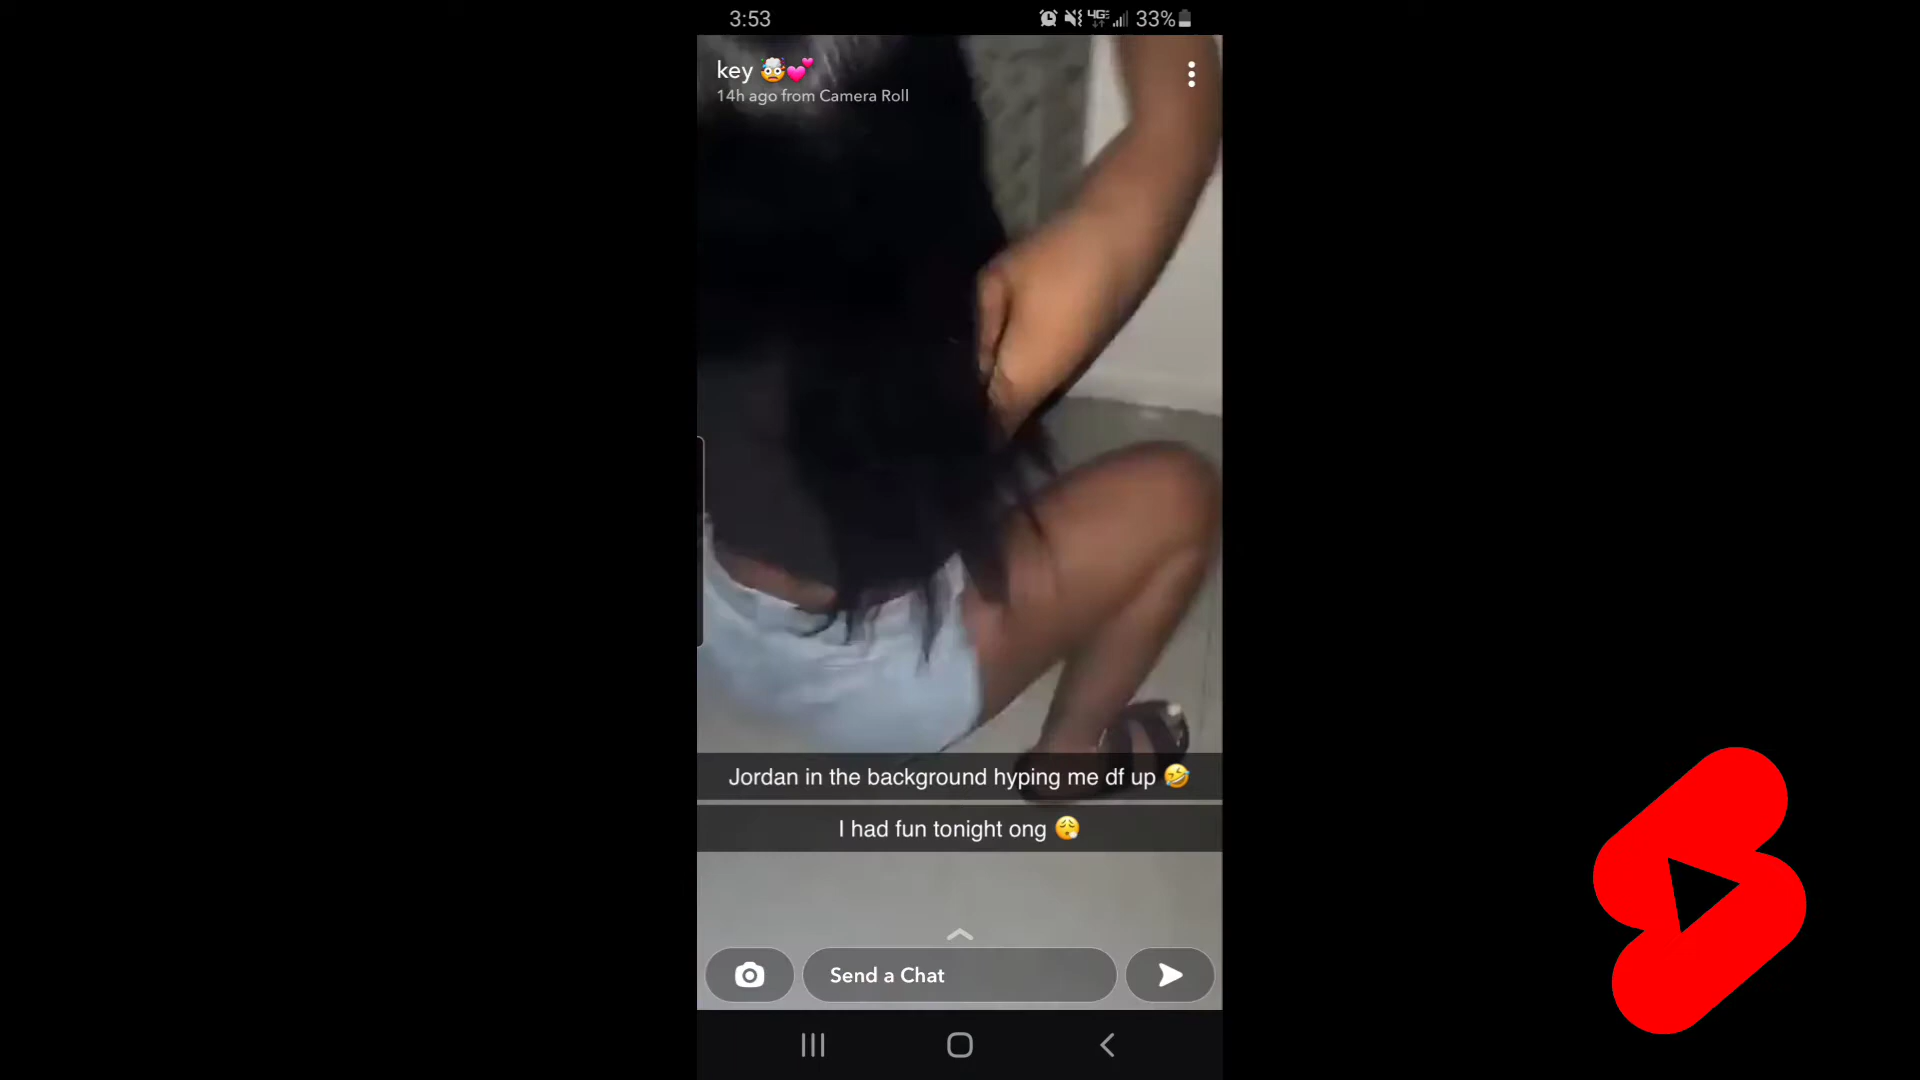 3:53
4G 33%
key 🤯💕
14h ago from Camera Roll
Jordan in the background hyping me df up 🤣
I had fun tonight ong 😮‍💨
Send a Chat